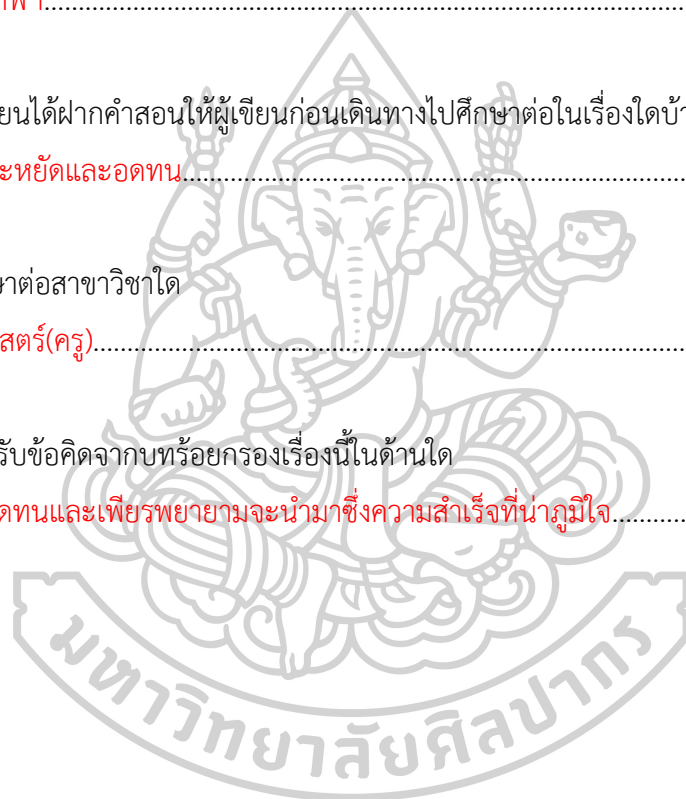 ยนได้ฝากคำสอนให้ผู้เขียนก่อนเดินทางไปศึกษาต่อในเรื่องใดบ้า
ะหยัดและอดทน
ษาต่อสาขาวิชาใด
สตร์(ครู)
รับข้อคิดจากบทร้อยกรองเรื่องนี้ในด้านใด
ดทนและเพียรพยายามจะนำมาซึ่งความสำเร็จที่น่าภูมิใจ
มหาวิทยาลัยศิลปากร